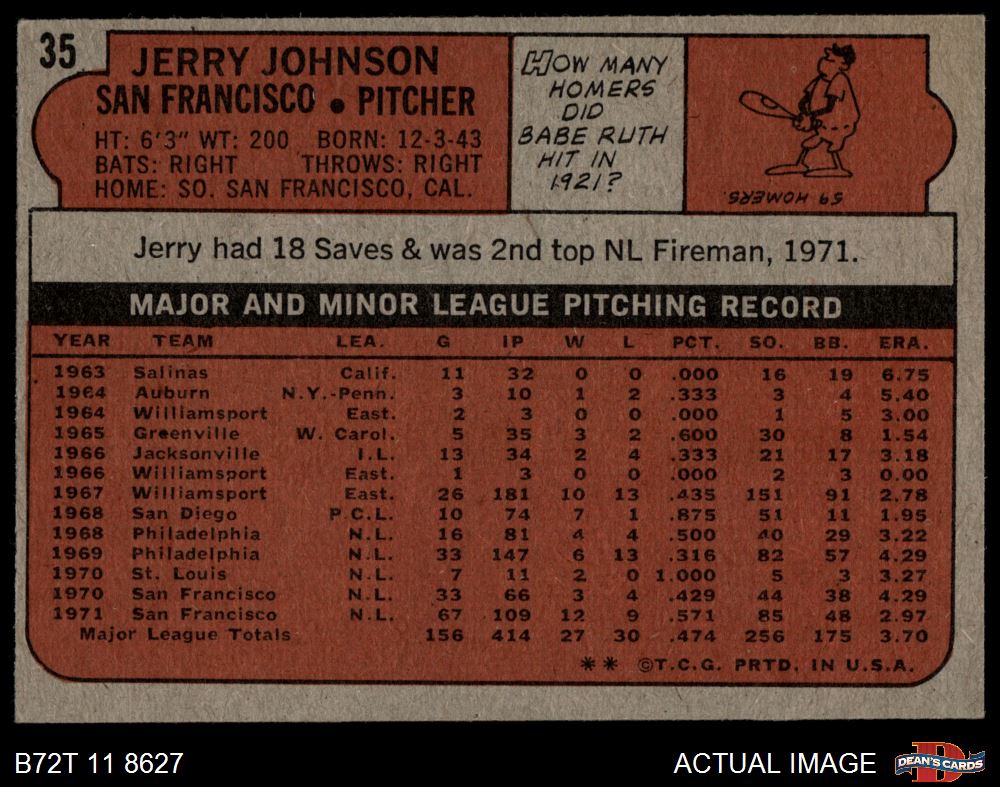 35
JERRY JOHNSON
SAN FRANCISCO • PITCHER
HT: 6'3" WT: 200 BORN: 12-3-43
BATS: RIGHT THROWS: RIGHT
HOME: SO. SAN FRANCISCO, CAL.
HOW MANY
HOMERS
DID
BABE RUTH
HIT IN
1921?
59 HOMERS.
Jerry had 18 Saves & was 2nd top NL Fireman, 1971.
MAJOR AND MINOR LEAGUE PITCHING RECORD
YEAR TEAM LEA. G IP W L PCT. SO. BB. ERA.
1963 Salinas Calif. 11 32 0 0 .000 16 19 6.75
1964 Auburn N.Y.-Penn. 3 10 1 2 .333 3 4 5.40
1964 Williamsport East. 2 3 0 0 .000 1 5 3.00
1965 Greenville W. Carol. 5 35 3 2 .600 30 8 1.54
1966 Jacksonville I.L. 13 34 2 4 .333 21 17 3.18
1966 Williamsport East. 1 3 0 0 .000 2 3 0.00
1967 Williamsport East. 26 181 10 13 .435 151 91 2.78
1968 San Diego P.C.L. 10 74 7 1 .875 51 11 1.95
1968 Philadelphia N.L. 16 81 4 4 .500 40 29 3.22
1969 Philadelphia N.L. 33 147 6 13 .316 82 57 4.29
1970 St. Louis N.L. 7 11 2 0 1.000 5 3 3.27
1970 San Francisco N.L. 33 66 3 4 .429 44 38 4.29
1971 San Francisco N.L. 67 109 12 9 .571 85 48 2.97
Major League Totals 156 414 27 30 .474 256 175 3.70
** ©T.C.G. PRTD. IN U.S.A.
B72T 11 8627
ACTUAL IMAGE
DEAN'S CARDS